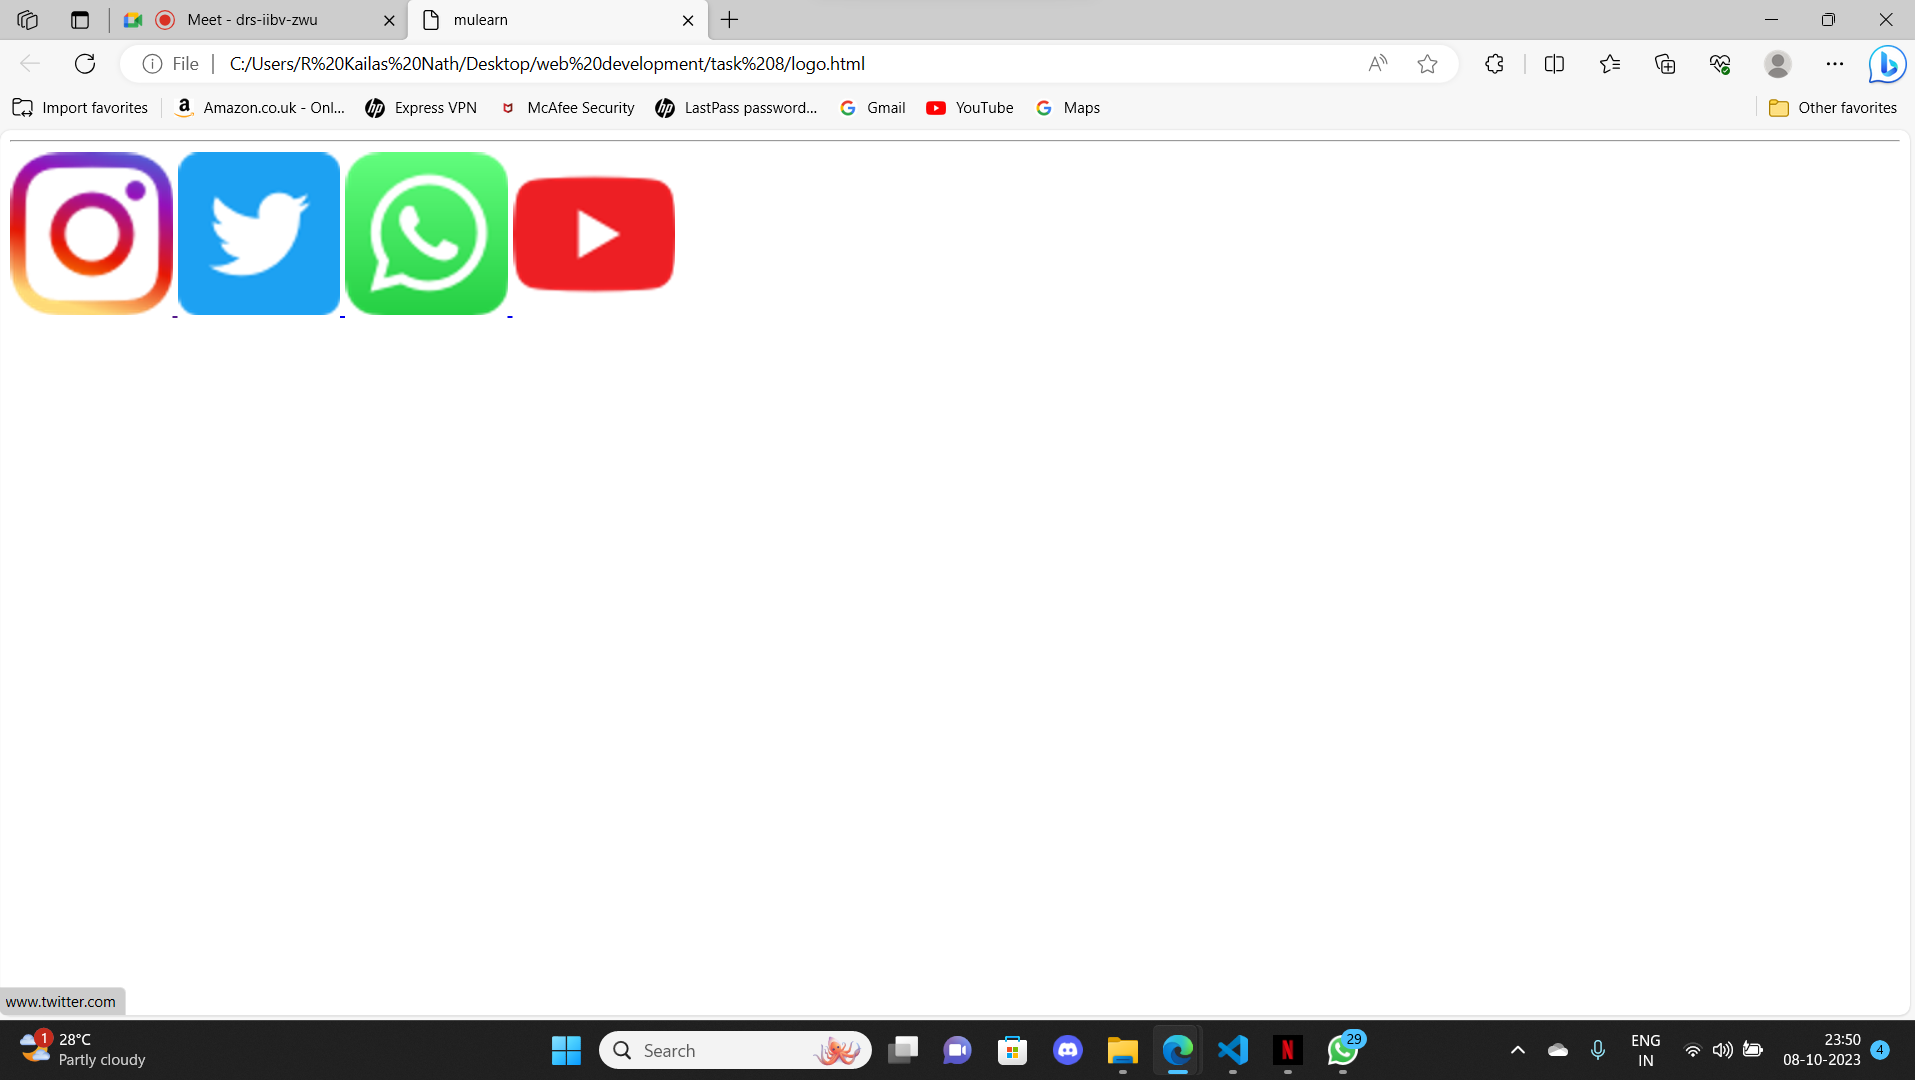 Meet - drs-iibv-zwu
mulearn
File
C:/Users/R%20Kailas%20Nath/Desktop/web%20development/task%208/logo.html
Import favorites
Amazon.co.uk - Onl...
Express VPN
McAfee Security
LastPass password...
Gmail
YouTube
Maps
Other favorites
www.twitter.com
1
28°C
Partly cloudy
Search
29
ENG
IN
23:50
08-10-2023
4